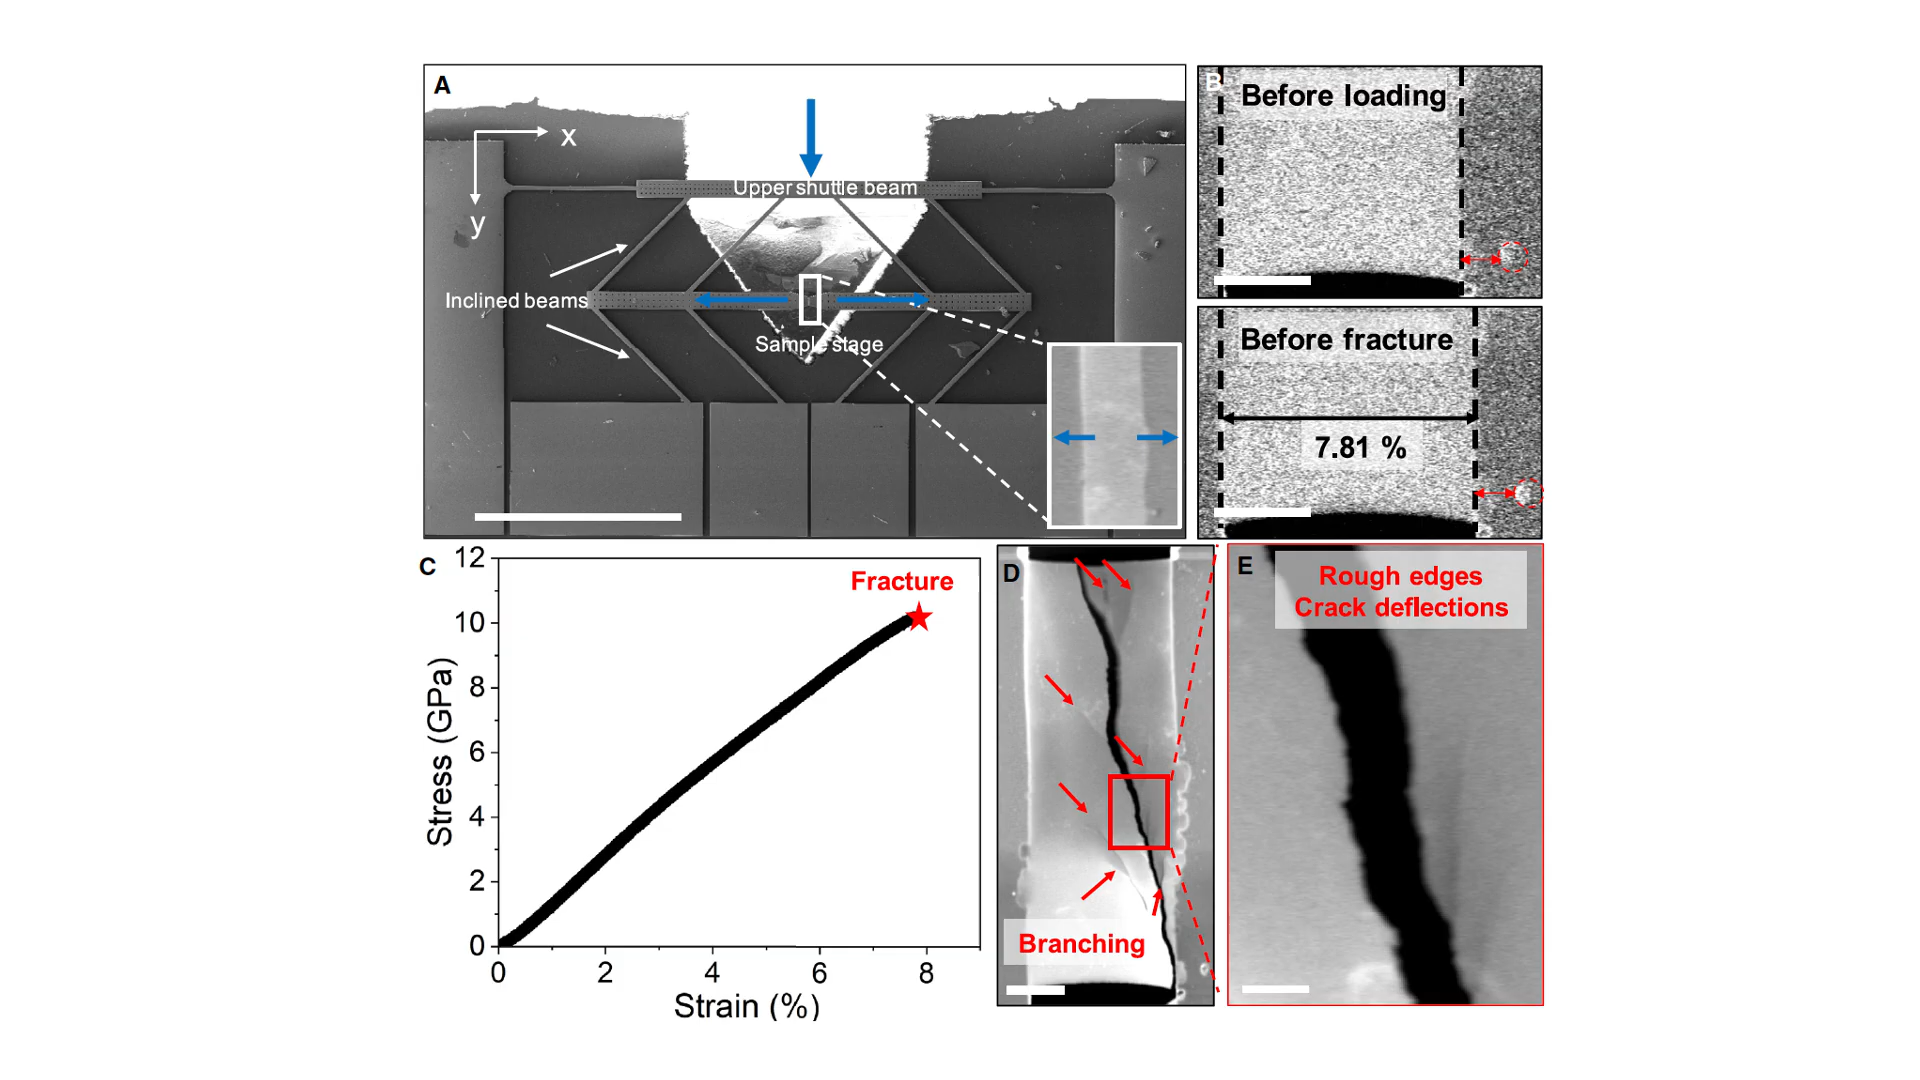 A
x
y
Upper shuttle beam
Inclined beams
Sample stage
B
Before loading
Before fracture
7.81 %
C
12
10
8
6
4
2
0
0
2
4
6
8
Stress (GPa)
Strain (%)
Fracture
D
Branching
E
Rough edges
Crack deflections